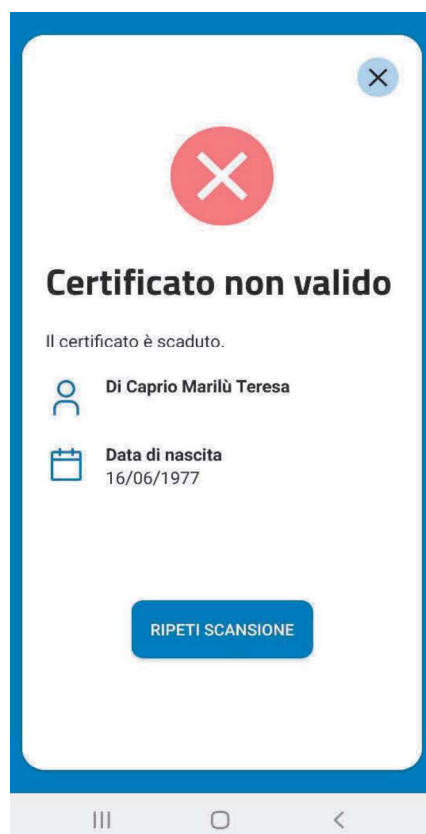 Certificato non valido
Il certificato è scaduto.
Di Caprio Marilù Teresa
Data di nascita
16/06/1977
RIPETI SCANSIONE